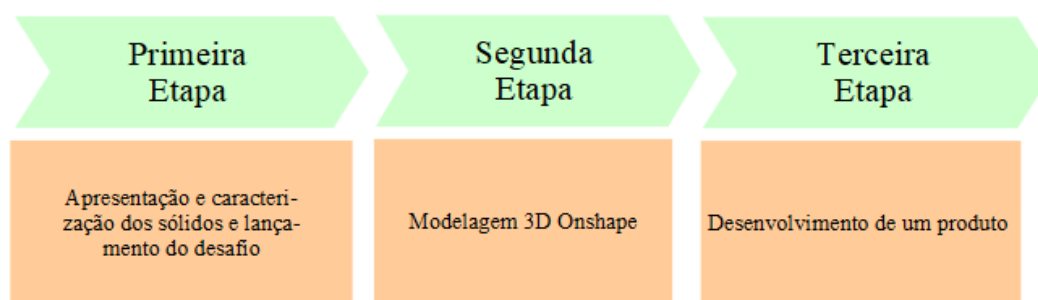 Primeira
Etapa
Segunda
Etapa
Terceira
Etapa
Apresentação e caracteri-
zação dos sólidos e lança-
mento do desafio
Modelagem 3D Onshape
Desenvolvimento de um produto